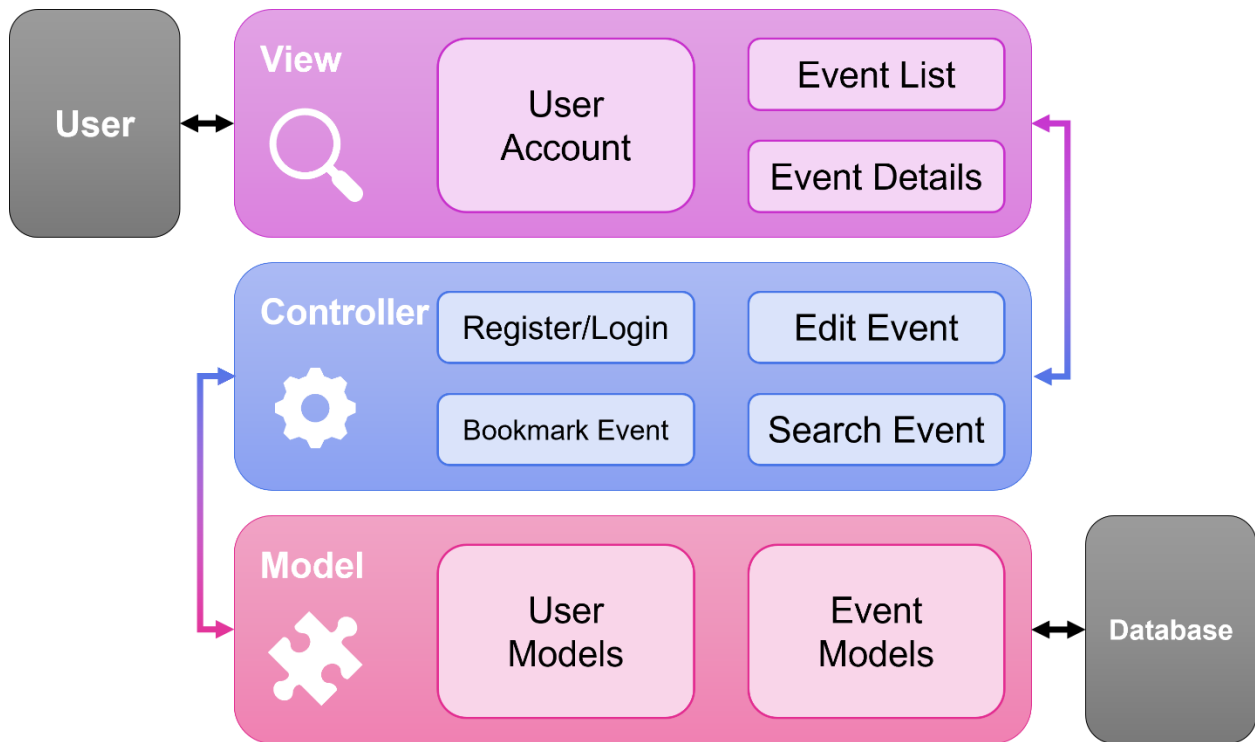 User
View
User
Account
Event List
Event Details
Controller
Register/Login
Edit Event
Bookmark Event
Search Event
Model
User
Models
Event
Models
Database